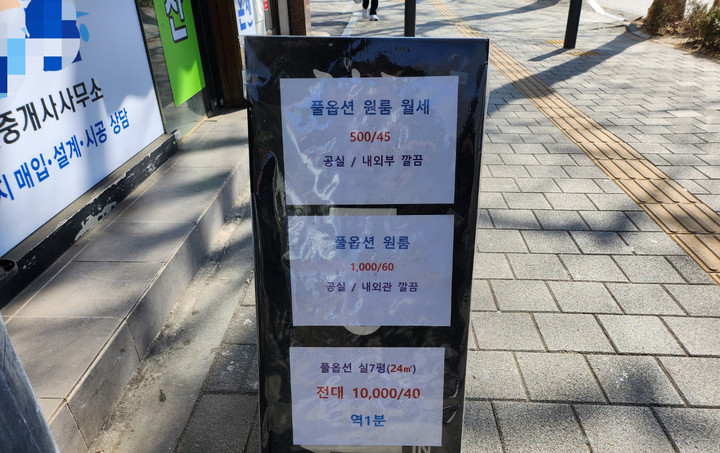 중개사사무소
매입·설계·시공 상담
풀옵션 원룸 월세
500/45
공실 / 내외부 깔끔
풀옵션 원룸
1,000/60
공실 / 내외관 깔끔
풀옵션 실7평(24㎡)
전대 10,000/40
역1분
IN